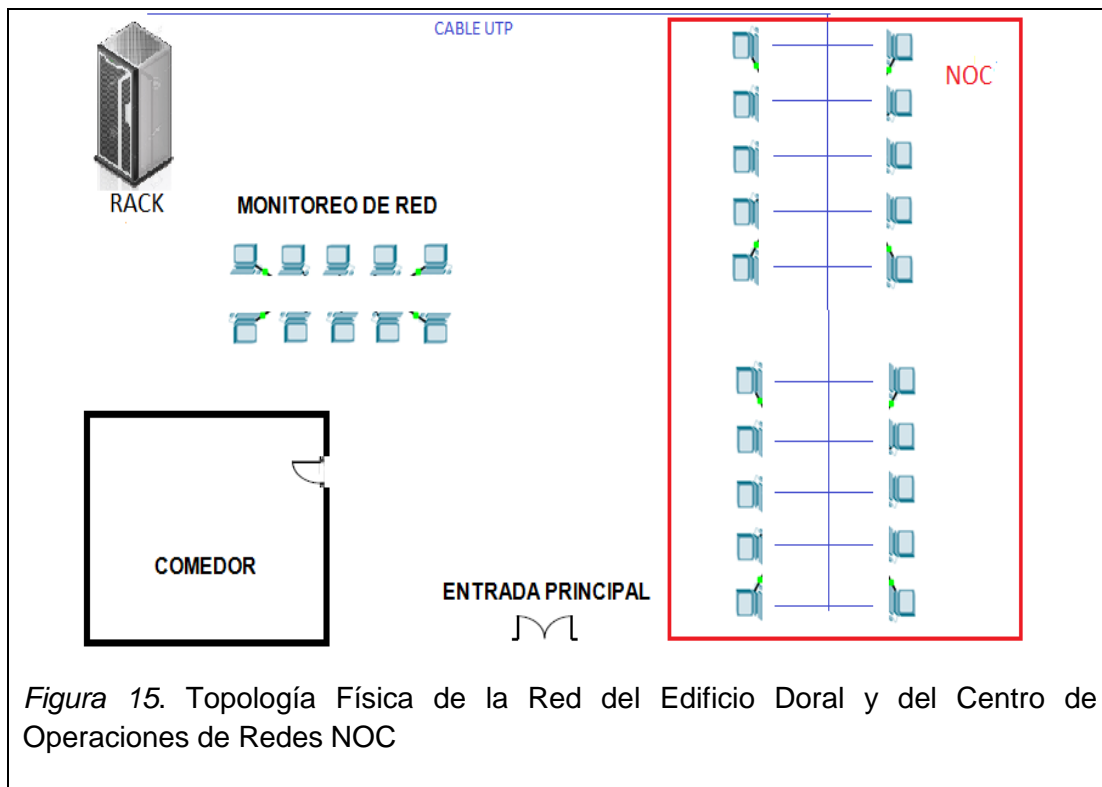 CABLE UTP
NOC
RACK
MONITOREO DE RED
COMEDOR
ENTRADA PRINCIPAL
Figura 15. Topología Física de la Red del Edificio Doral y del Centro de
Operaciones de Redes NOC